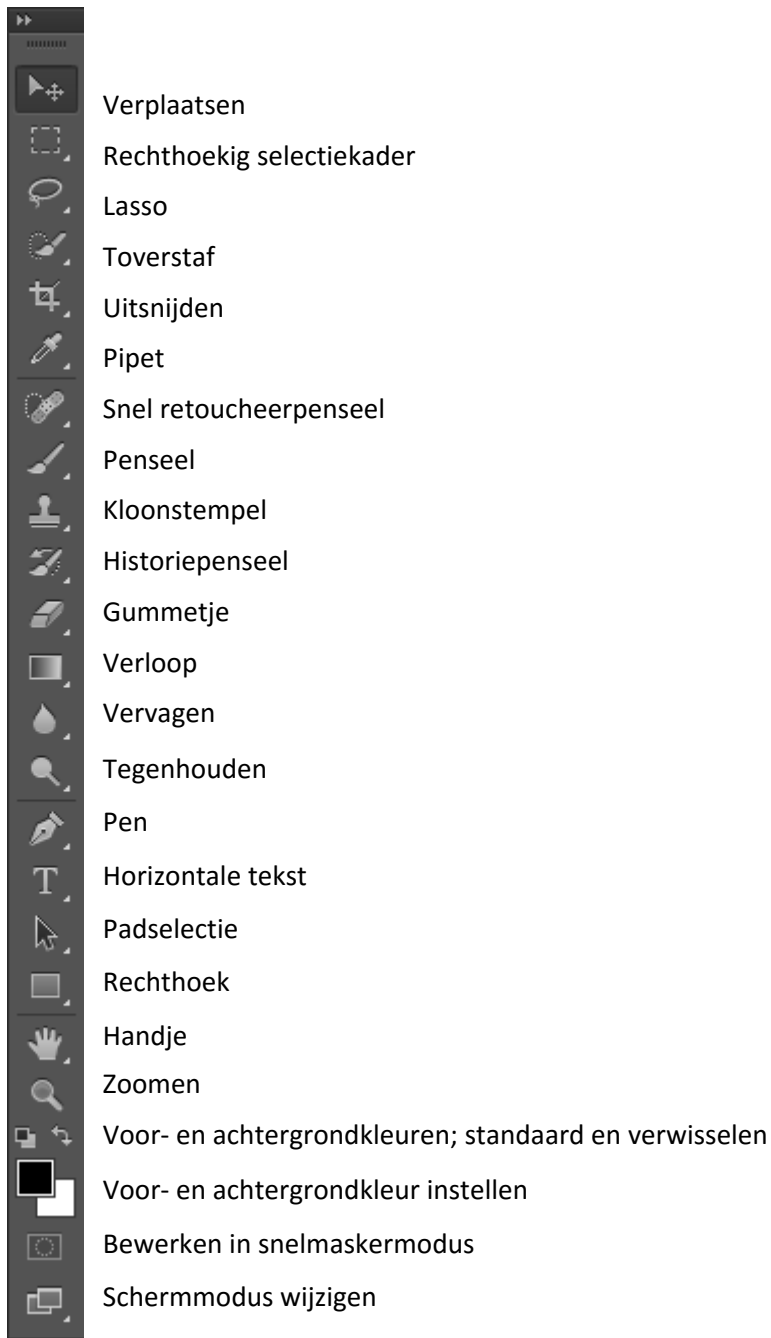 Verplaatsen
Rechthoekig selectiekader
Lasso
Toverstaf
Uitsnijden
Pipet
Snel retoucheerpenseel
Penseel
Kloonstempel
Historiepenseel
Gummetje
Verloop
Vervagen
Tegenhouden
Pen
Horizontale tekst
Padselectie
Rechthoek
Handje
Zoomen
Voor- en achtergrondkleuren; standaard en verwisselen
Voor- en achtergrondkleur instellen
Bewerken in snelmaskermodus
Schermmodus wijzigen